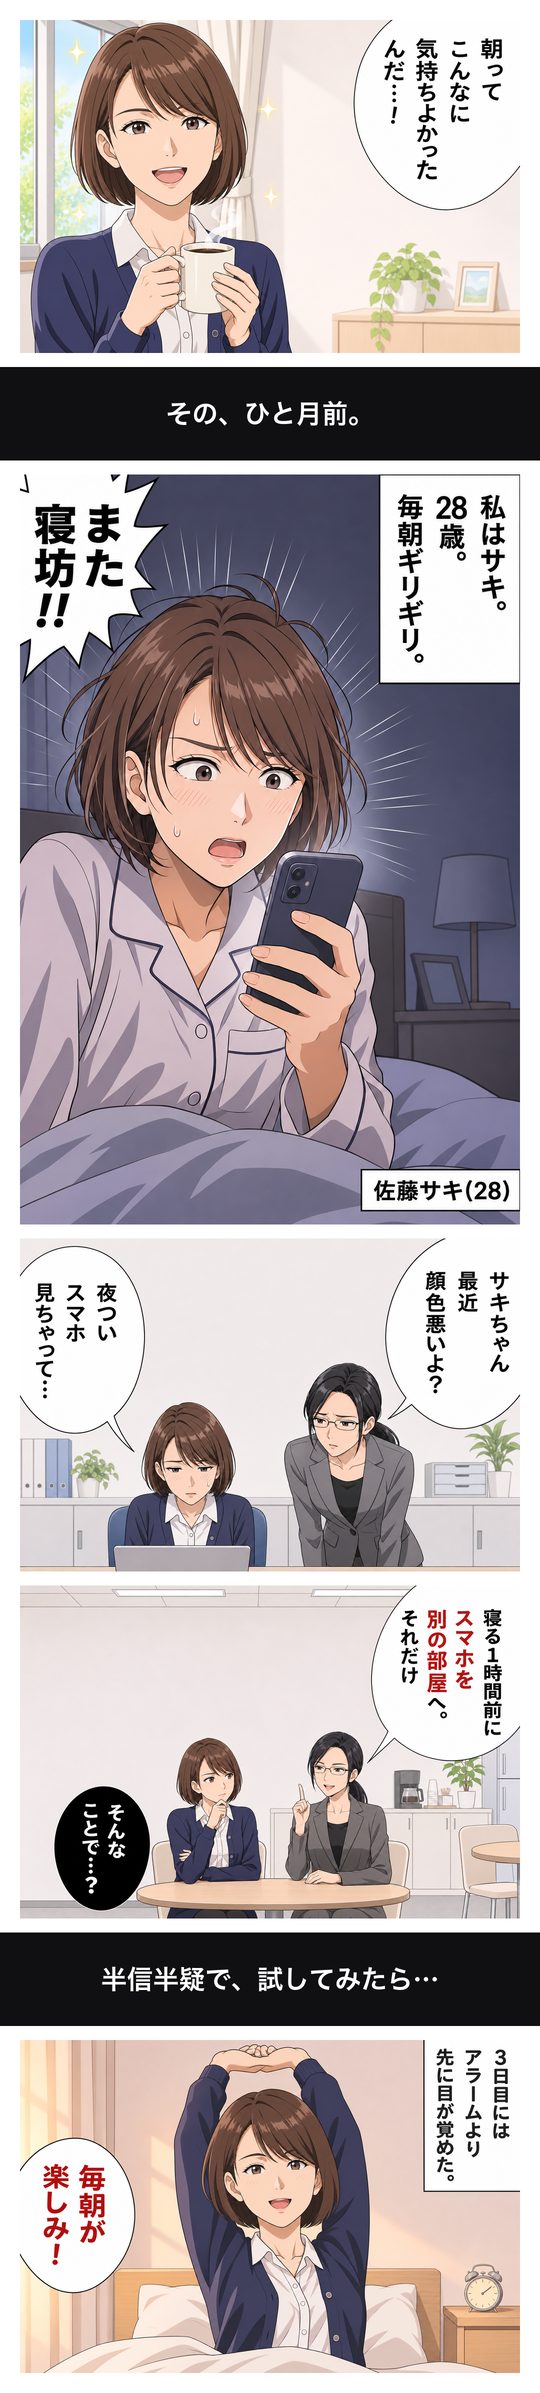 朝って
こんなに
気持ちよかった
んだ…！
その、ひと月前。
私はサキ。
28歳。
毎朝ギリギリ。
また
寝坊!!
佐藤サキ(28)
サキちゃん
最近
顔色悪いよ？
夜つい
スマホ
見ちゃって…
寝る1時間前に
スマホを
別の部屋へ。
それだけ
そんな
ことで…？
半信半疑で、試してみたら…
3日目には
アラームより
先に目が覚めた。
毎朝が
楽しみ！